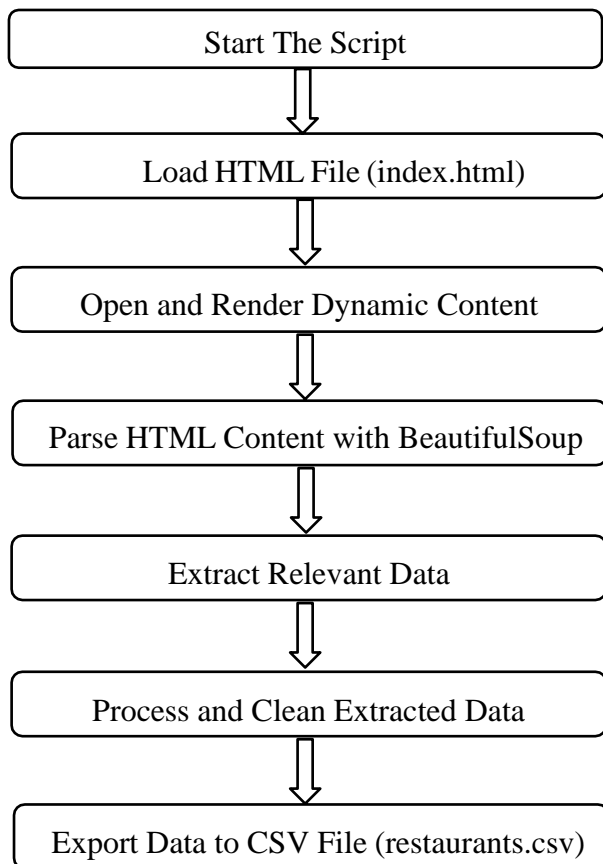 Start The Script
Load HTML File (index.html)
Open and Render Dynamic Content
Parse HTML Content with BeautifulSoup
Extract Relevant Data
Process and Clean Extracted Data
Export Data to CSV File (restaurants.csv)